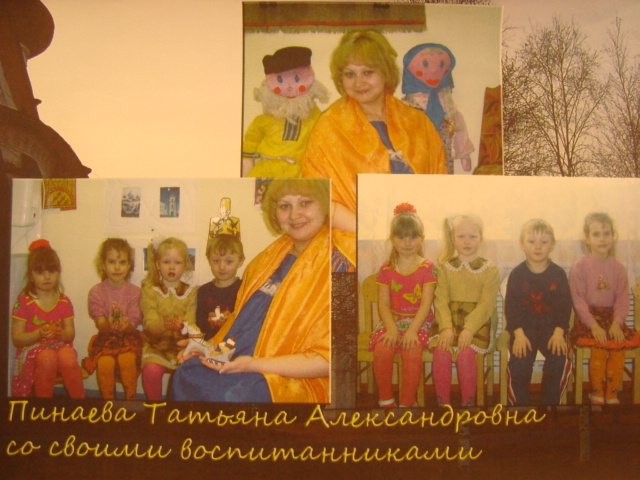 Пинаева Татьяна Александровна
со своими воспитанниками